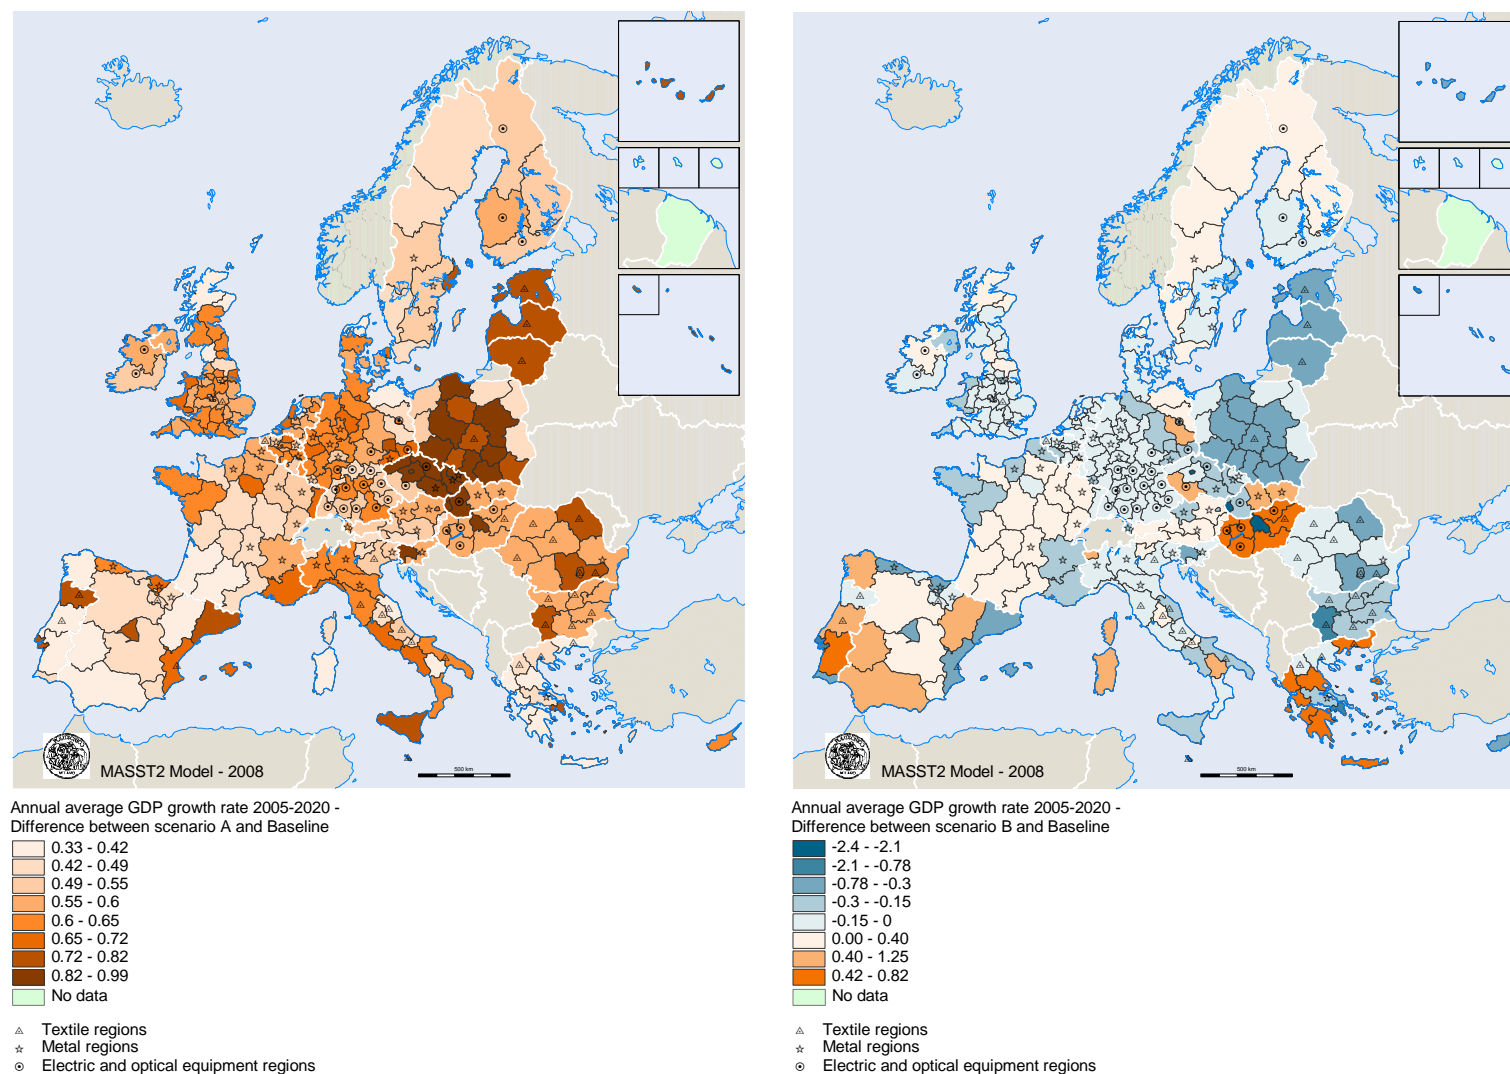 MASST2 Model - 2008
500 km
Annual average GDP growth rate 2005-2020 -
Difference between scenario A and Baseline
0.33 - 0.42
0.42 - 0.49
0.49 - 0.55
0.55 - 0.6
0.6 - 0.65
0.65 - 0.72
0.72 - 0.82
0.82 - 0.99
No data
Textile regions
Metal regions
Electric and optical equipment regions
MASST2 Model - 2008
500 km
Annual average GDP growth rate 2005-2020 -
Difference between scenario B and Baseline
-2.4 - -2.1
-2.1 - -0.78
-0.78 - -0.3
-0.3 - -0.15
-0.15 - 0
0.00 - 0.40
0.40 - 1.25
0.42 - 0.82
No data
Textile regions
Metal regions
Electric and optical equipment regions